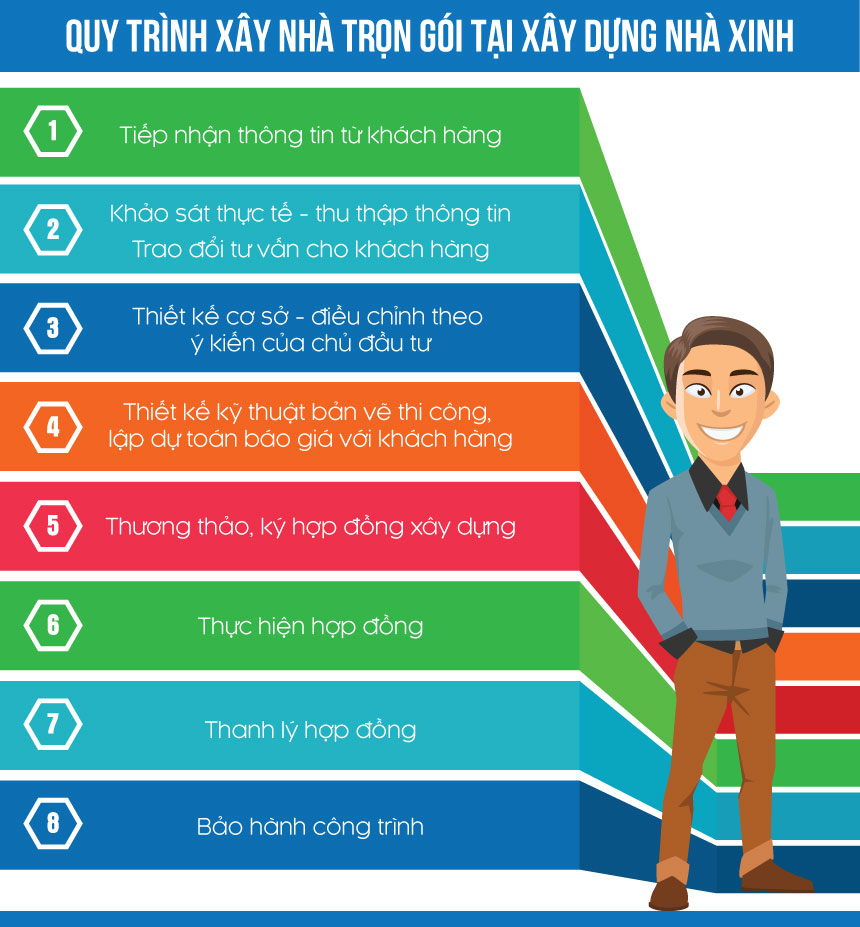 QUY TRÌNH XÂY NHÀ TRỌN GÓI TẠI XÂY DỰNG NHÀ XINH
1
Tiếp nhận thông tin từ khách hàng
2
Khảo sát thực tế - thu thập thông tin
Trao đổi tư vấn cho khách hàng
3
Thiết kế cơ sở - điều chỉnh theo
ý kiến của chủ đầu tư
4
Thiết kế kỹ thuật bản vẽ thi công,
lập dự toán báo giá với khách hàng
5
Thương thảo, ký hợp đồng xây dựng
6
Thực hiện hợp đồng
7
Thanh lý hợp đồng
8
Bảo hành công trình